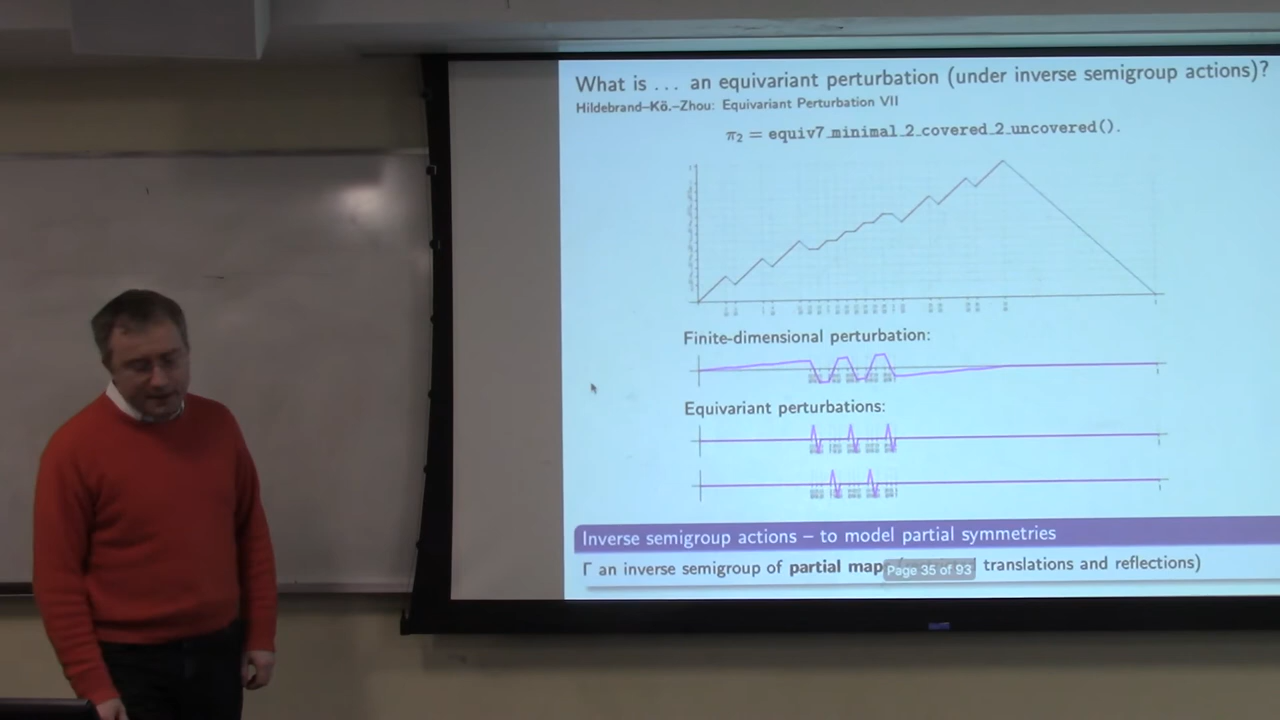 What is ... an equivariant perturbation (under inverse semigroup actions)?
Hildebrand–Kö.–Zhou: Equivariant Perturbation VII
π₂ = equiv7_minimal_2_covered_2_uncovered().
Finite-dimensional perturbation:
Equivariant perturbations:
Inverse semigroup actions – to model partial symmetries
Γ an inverse semigroup of partial map translations and reflections)
Page 35 of 93